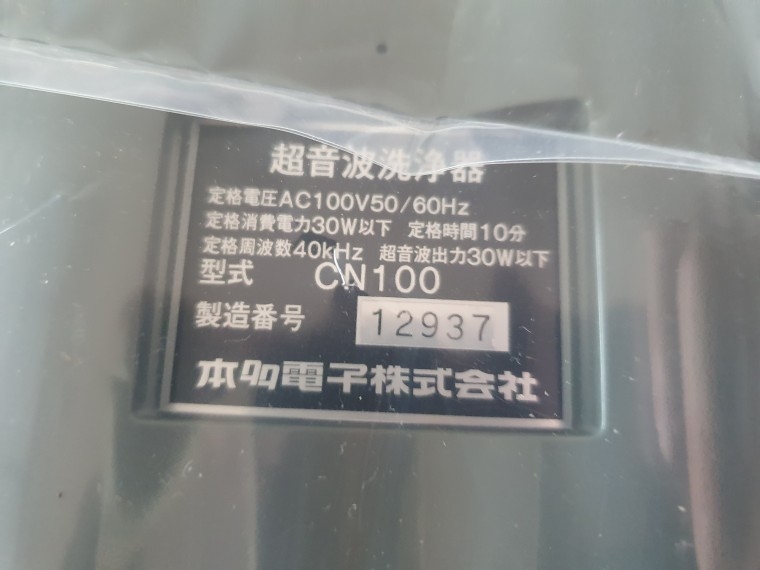 超音波洗浄器
定格電圧AC100V50/60Hz
定格消費電力30W以下 定格時間10分
定格周波数40kHz 超音波出力30W以下
型式 CN100
製造番号 12937
本多電子株式会社